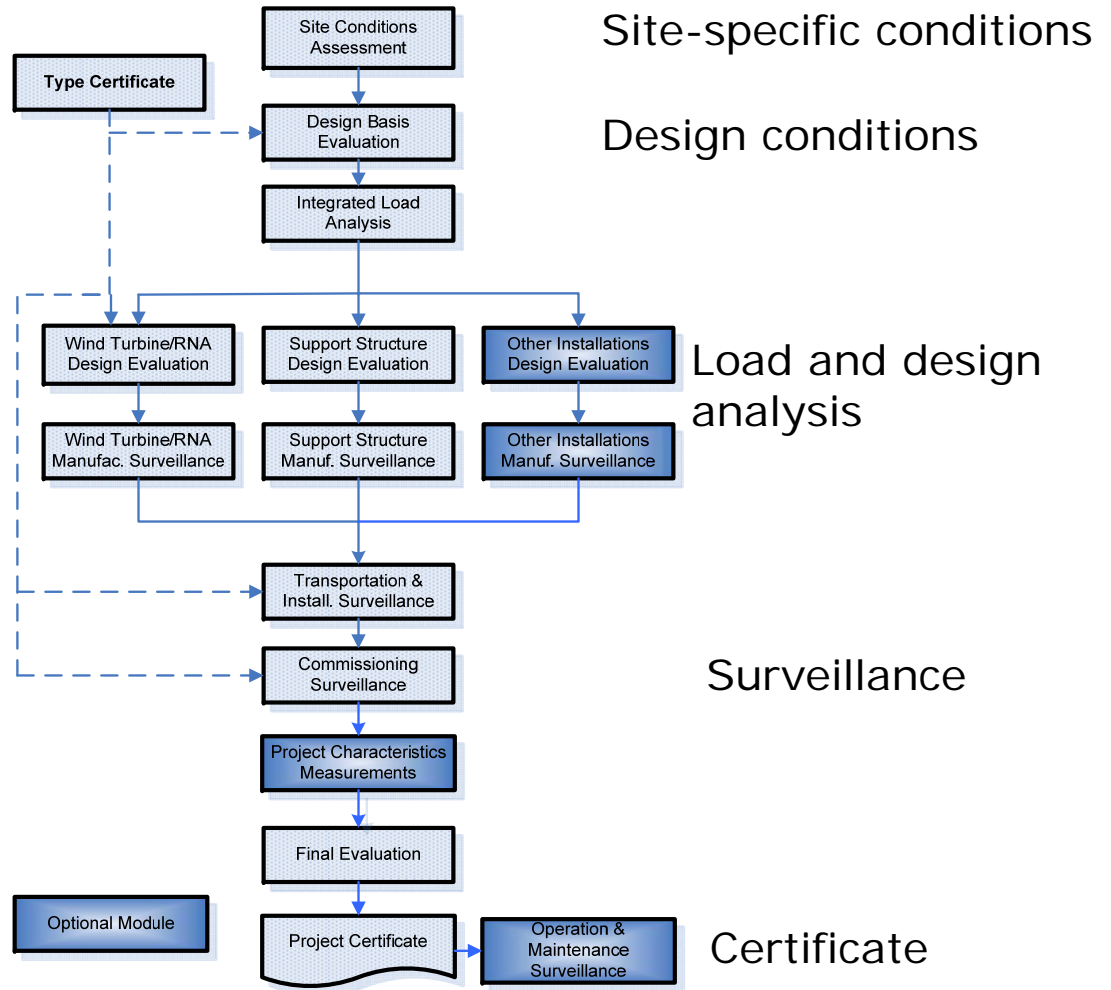 Site Conditions
Assessment
Site-specific conditions
Type Certificate
Design Basis
Evaluation
Design conditions
Integrated Load
Analysis
Wind Turbine/RNA
Design Evaluation
Support Structure
Design Evaluation
Other Installations
Design Evaluation
Load and design
analysis
Wind Turbine/RNA
Manufac. Surveillance
Support Structure
Manuf. Surveillance
Other Installations
Manuf. Surveillance
Transportation &
Install. Surveillance
Commissioning
Surveillance
Surveillance
Project Characteristics
Measurements
Final Evaluation
Optional Module
Project Certificate
Operation &
Maintenance
Surveillance
Certificate